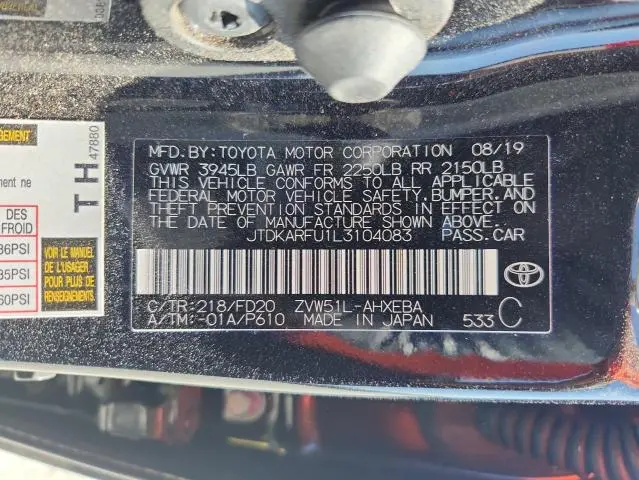 MFD. BY: TOYOTA MOTOR CORPORATION 08/19
GVWR 3945LB GAWR FR 2250LB RR 2150LB
THIS VEHICLE CONFORMS TO ALL APPLICABLE
FEDERAL MOTOR VEHICLE SAFETY, BUMPER, AND
THEFT PREVENTION STANDARDS IN EFFECT ON
THE DATE OF MANUFACTURE SHOWN ABOVE.
JTDKARFU1L3104083 PASS. CAR
C/TR: 218/FD20 ZVW51L-AHXEBA
A/TM: -01A/P610 MADE IN JAPAN 533 C
TOYOTA
TH
47880
ement ne
DES
FROID
36PSI
35PSI
60PSI
VOIR LE MANUEL
DE L'USAGER
POUR PLUS DE
RENSEIGNEMENTS